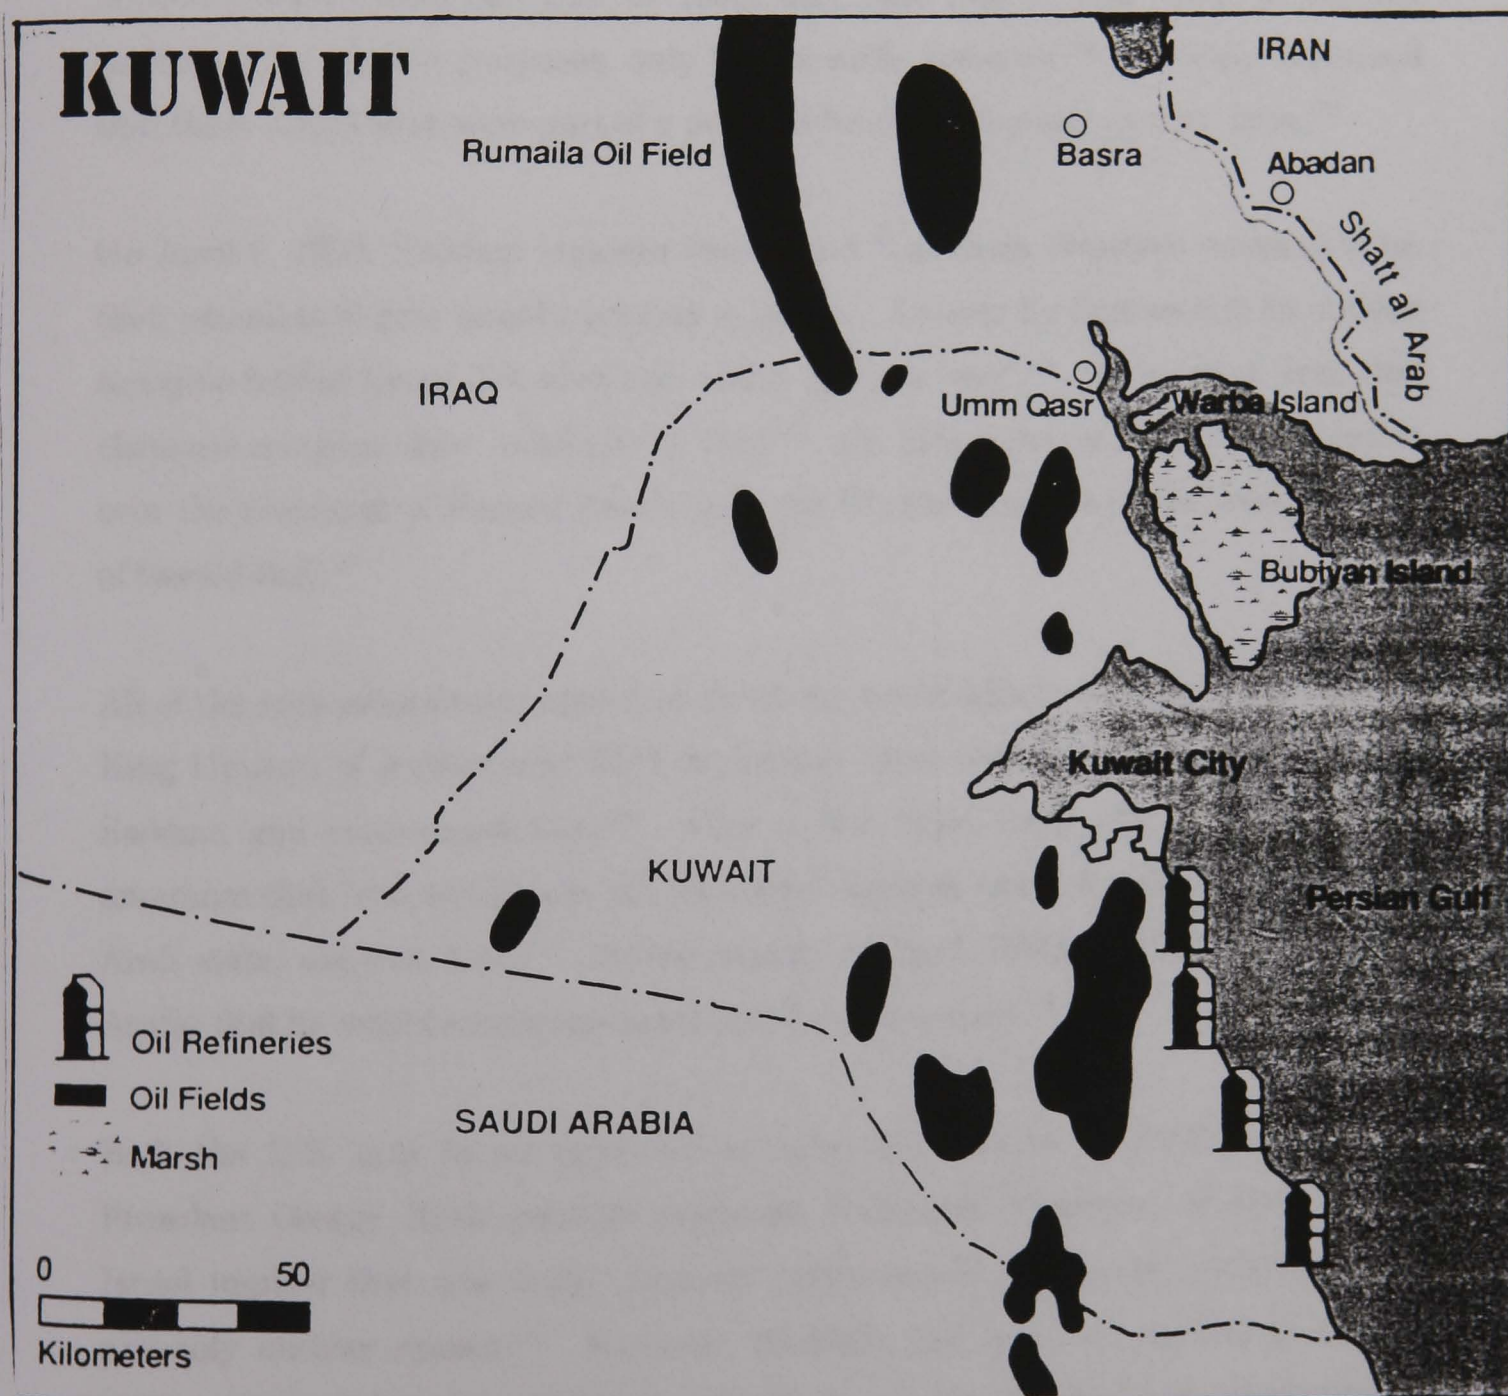 KUWAIT
IRAN
Rumaila Oil Field
Basra
Abadan
Shatt al Arab
IRAQ
Umm Qasr
Warba Island
Bubiyan Island
Kuwait City
KUWAIT
Persian Gulf
Oil Refineries
Oil Fields
SAUDI ARABIA
Marsh
0 50
Kilometers